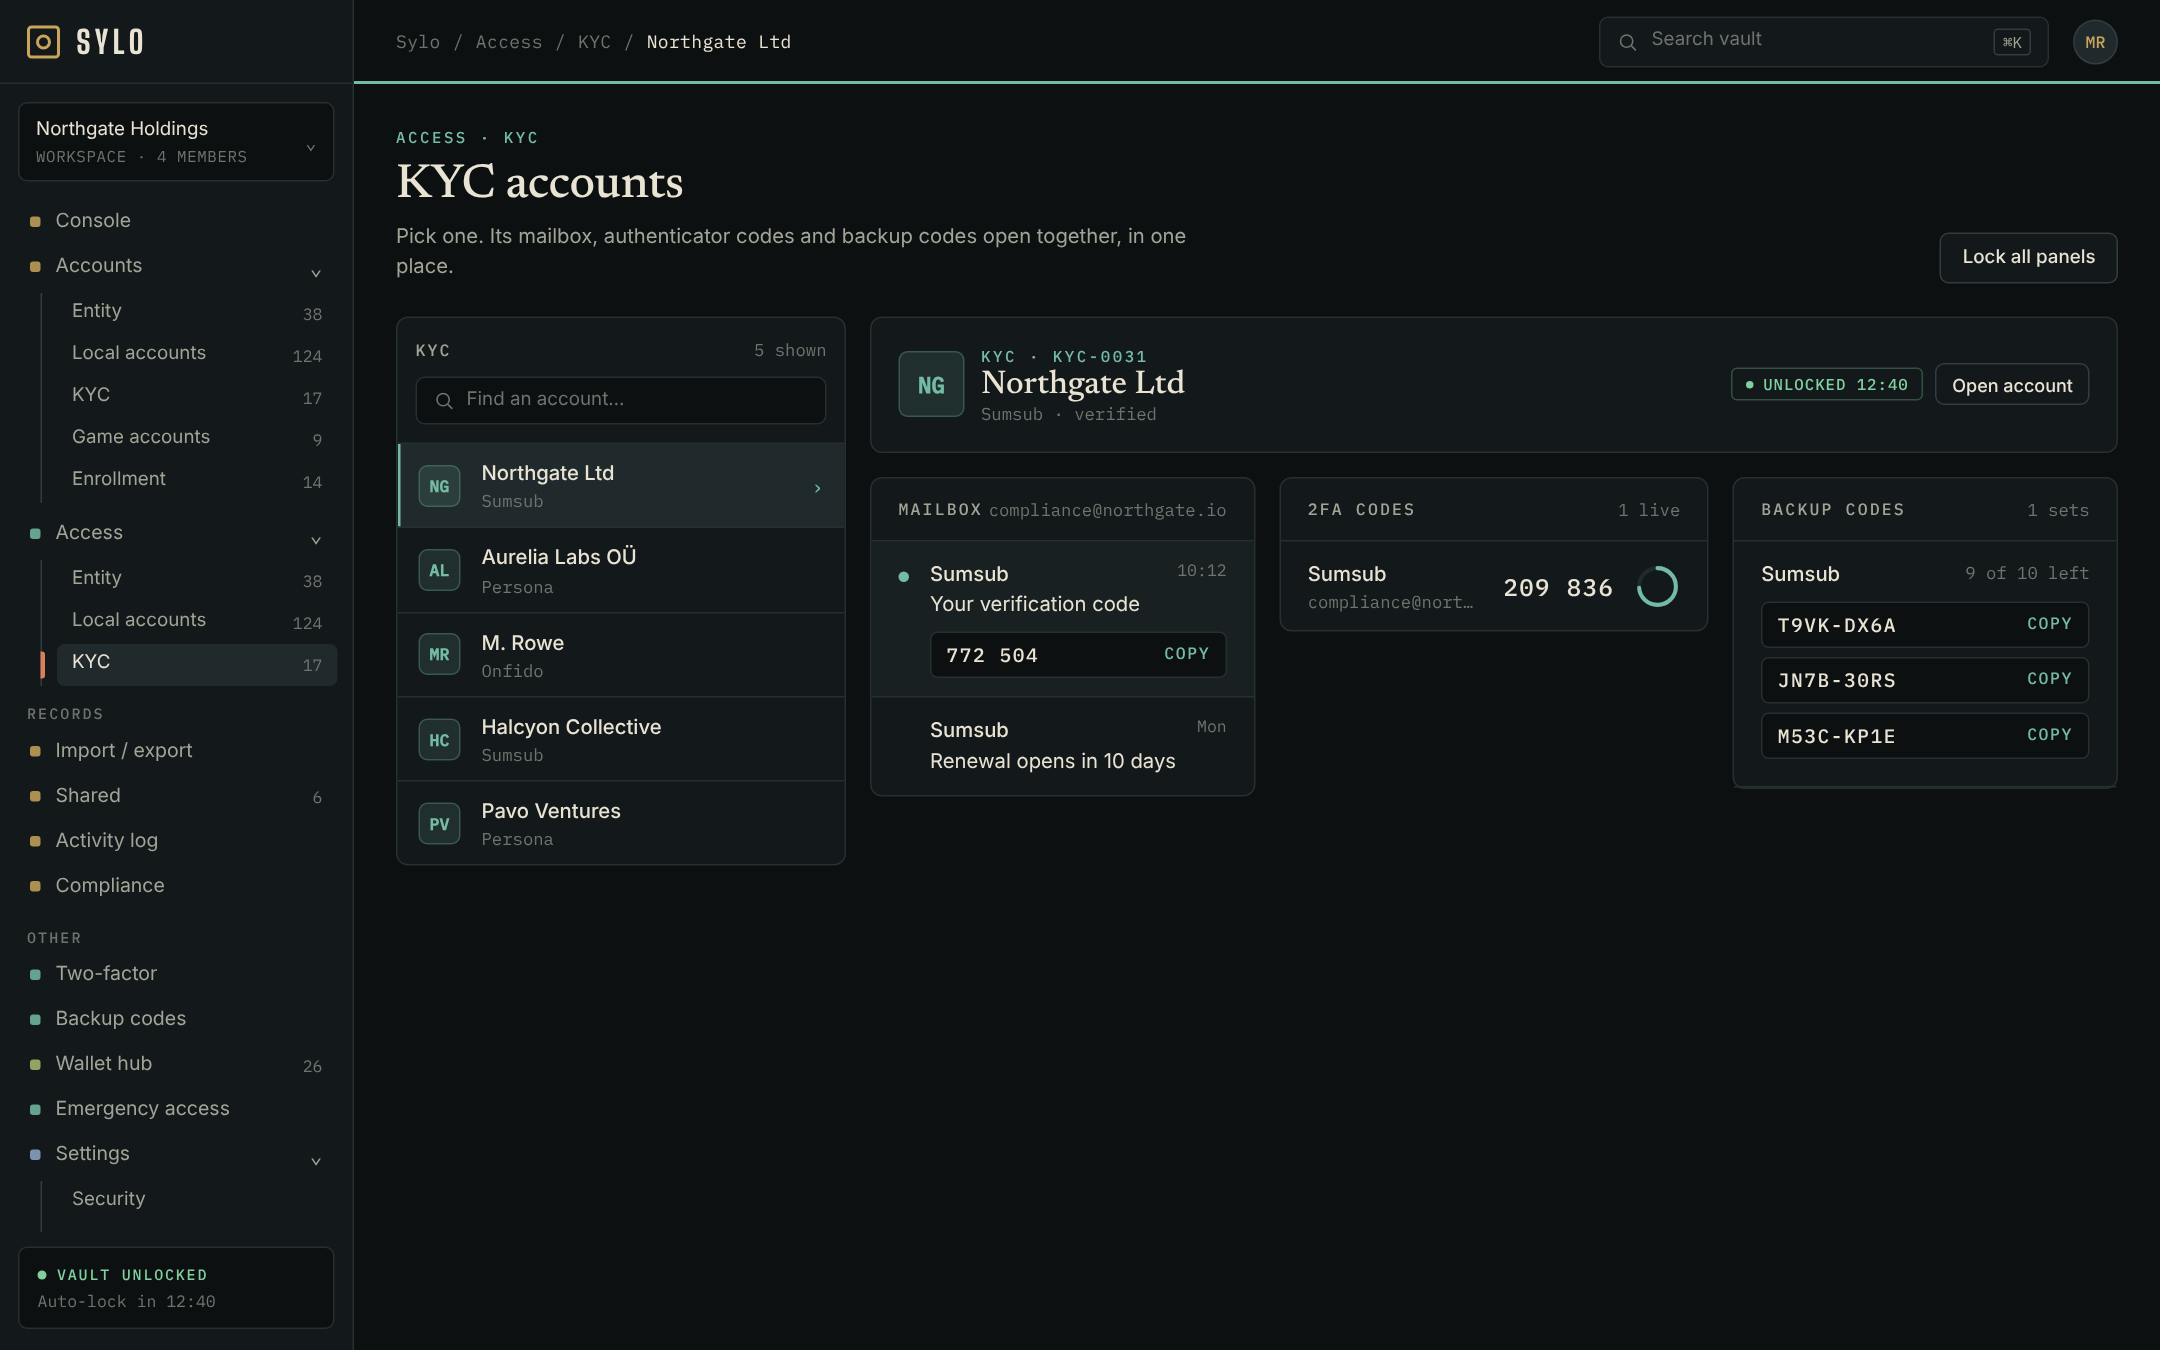 SYLO
Northgate Holdings
WORKSPACE · 4 MEMBERS
Console
Accounts
Entity 38
Local accounts 124
KYC 17
Game accounts 9
Enrollment 14
Access
Entity 38
Local accounts 124
KYC 17
RECORDS
Import / export
Shared 6
Activity log
Compliance
OTHER
Two-factor
Backup codes
Wallet hub 26
Emergency access
Settings
Security
VAULT UNLOCKED
Auto-lock in 12:40
Sylo / Access / KYC / Northgate Ltd
Search vault ⌘K
MR
ACCESS · KYC
KYC accounts
Pick one. Its mailbox, authenticator codes and backup codes open together, in one
place.
Lock all panels
KYC 5 shown
Find an account...
NG Northgate Ltd
Sumsub
AL Aurelia Labs OÜ
Persona
MR M. Rowe
Onfido
HC Halcyon Collective
Sumsub
PV Pavo Ventures
Persona
NG
KYC · KYC-0031
Northgate Ltd
Sumsub · verified
UNLOCKED 12:40
Open account
MAILBOX compliance@northgate.io
Sumsub 10:12
Your verification code
772 504 COPY
Sumsub Mon
Renewal opens in 10 days
2FA CODES 1 live
Sumsub
compliance@nort…
209 836
BACKUP CODES 1 sets
Sumsub 9 of 10 left
T9VK-DX6A COPY
JN7B-30RS COPY
M53C-KP1E COPY